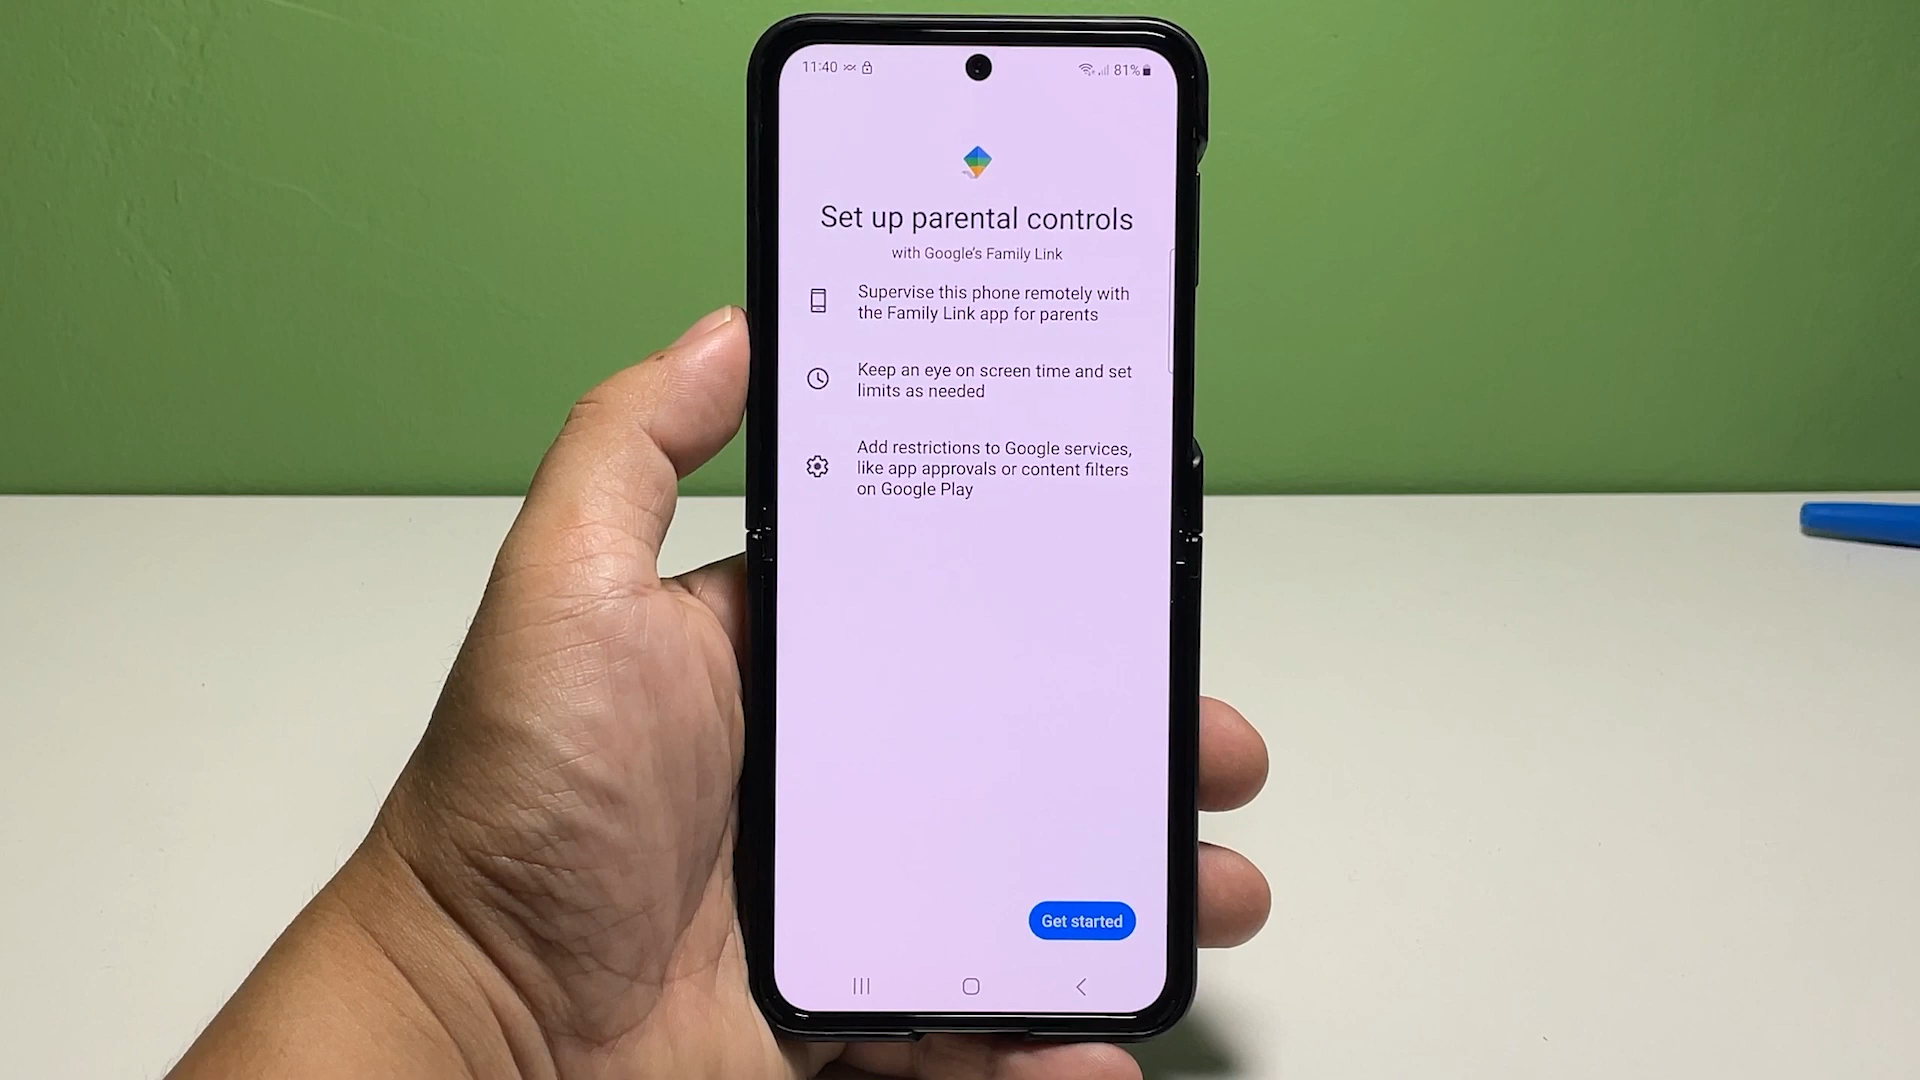 11:40
81%
Set up parental controls
with Google's Family Link
Supervise this phone remotely with
the Family Link app for parents
Keep an eye on screen time and set
limits as needed
Add restrictions to Google services,
like app approvals or content filters
on Google Play
Get started